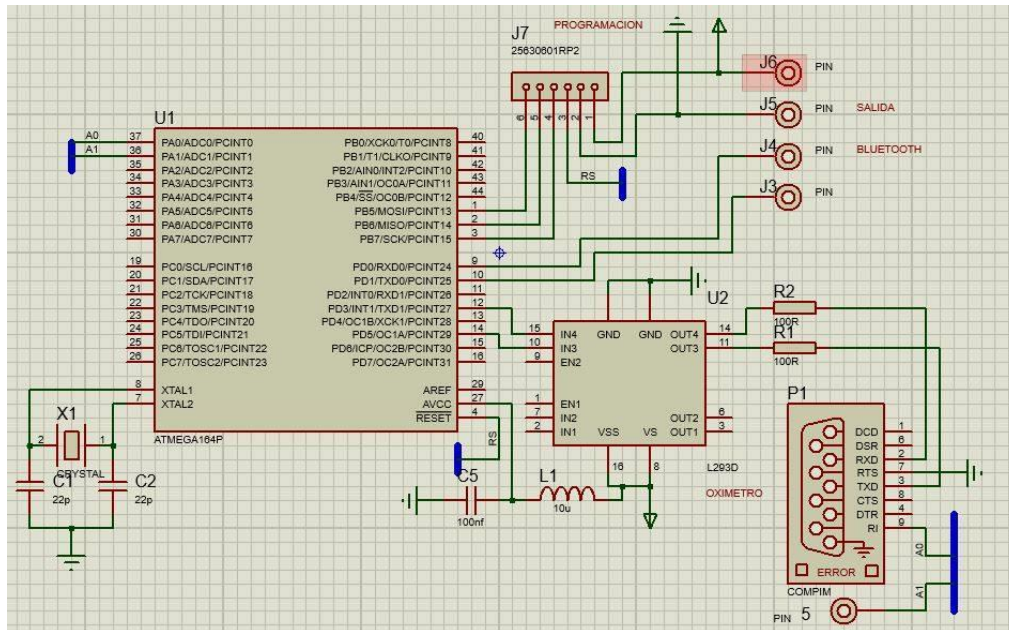 PROGRAMACION
J7
25630601RP2
6 5 4 3 2 1
J6 PIN
J5 PIN SALIDA
J4 PIN BLUETOOTH
J3 PIN
RS
U1
A0 37 PA0/ADC0/PCINT0 PB0/XCK0/T0/PCINT8 40
A1 36 PA1/ADC1/PCINT1 PB1/T1/CLKO/PCINT9 41
35 PA2/ADC2/PCINT2 PB2/AIN0/INT2/PCINT10 42
34 PA3/ADC3/PCINT3 PB3/AIN1/OC0A/PCINT11 43
33 PA4/ADC4/PCINT4 PB4/SS/OC0B/PCINT12 44
32 PA5/ADC5/PCINT5 PB5/MOSI/PCINT13 1
31 PA6/ADC6/PCINT6 PB6/MISO/PCINT14 2
30 PA7/ADC7/PCINT7 PB7/SCK/PCINT15 3
19 PC0/SCL/PCINT16 PD0/RXD0/PCINT24 9
20 PC1/SDA/PCINT17 PD1/TXD0/PCINT25 10
21 PC2/TCK/PCINT18 PD2/INT0/RXD1/PCINT26 11
22 PC3/TMS/PCINT19 PD3/INT1/TXD1/PCINT27 12
23 PC4/TDO/PCINT20 PD4/OC1B/XCK1/PCINT28 13
24 PC5/TDI/PCINT21 PD5/OC1A/PCINT29 14
25 PC6/TOSC1/PCINT22 PD6/ICP/OC2B/PCINT30 15
26 PC7/TOSC2/PCINT23 PD7/OC2A/PCINT31 16
8 XTAL1 AREF 29
7 XTAL2 AVCC 27
RESET 4
ATMEGA164P
RS
X1
2 1
CRYSTAL
C1
22p
C2
22p
C5
100nf
L1
10u
U2
15 IN4 GND GND OUT4 14
10 IN3 OUT3 11
9 EN2
1 EN1
7 IN2 OUT2 6
2 IN1 VSS VS OUT1 3
16 8
L293D
OXIMETRO
R2
100R
R1
100R
P1
DCD 1
DSR 6
RXD 2
RTS 7
TXD 3
CTS 8
DTR 4
RI 9
ERROR
COMPIM
A0
A1
PIN 5